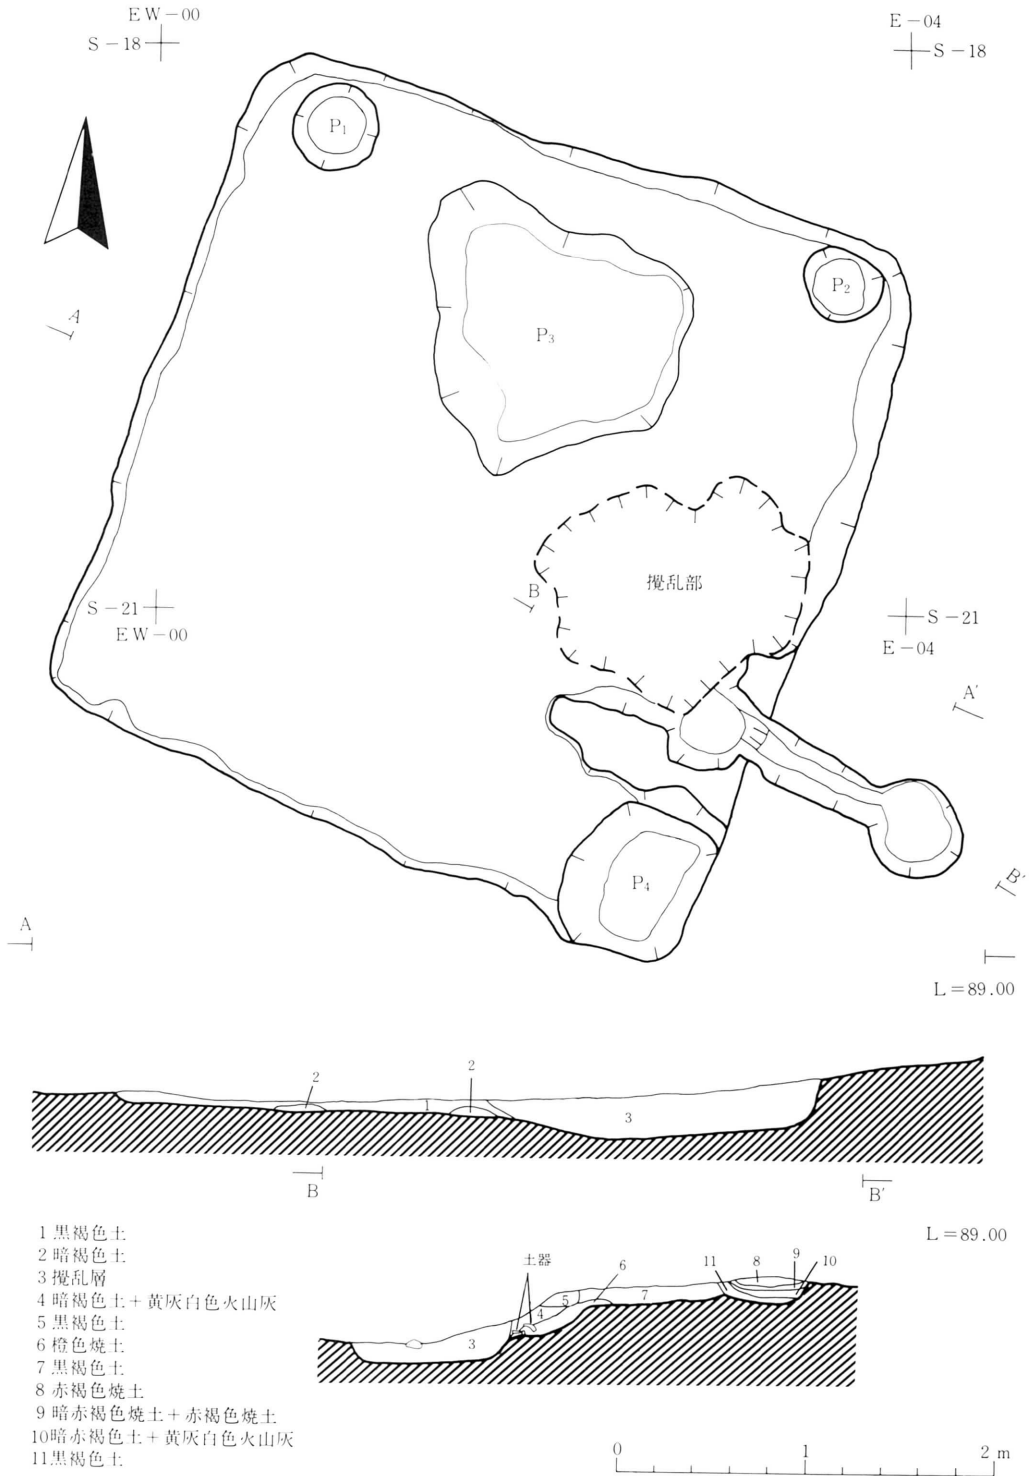 EW-00
S-18
E-04
S-18
P₁
P₂
P₃
A
B
攪乱部
S-21
EW-00
S-21
E-04
A′
P₄
B′
A
L=89.00
2
2
1
3
B
B′
1 黒褐色土
2 暗褐色土
3 攪乱層
4 暗褐色土+黄灰白色火山灰
5 黒褐色土
6 橙色焼土
7 黒褐色土
8 赤褐色焼土
9 暗赤褐色焼土+赤褐色焼土
10 暗赤褐色土+黄灰白色火山灰
11 黒褐色土
L=89.00
土器
6
11
8
9
10
5
4
7
3
0 1 2 m